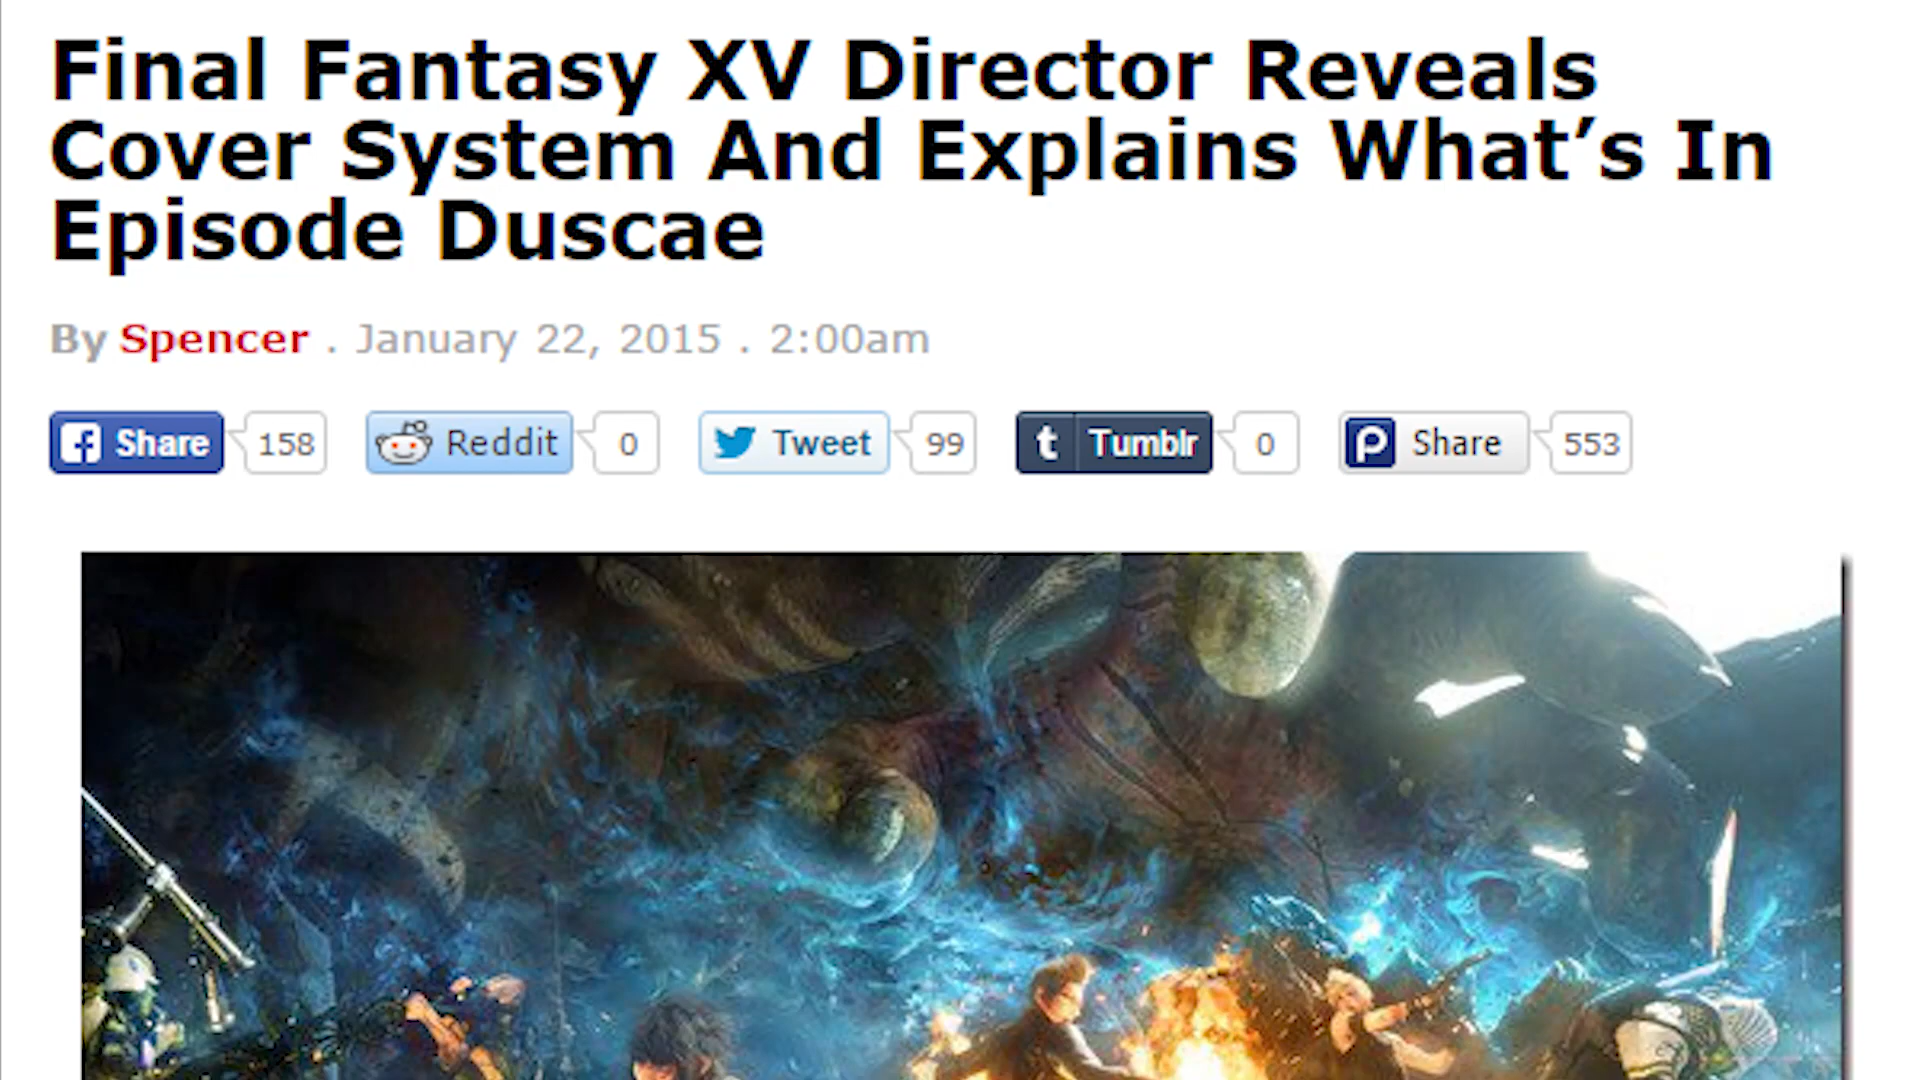 Final Fantasy XV Director Reveals
Cover System And Explains What’s In
Episode Duscae
By Spencer . January 22, 2015 . 2:00am
Share 158 Reddit 0 Tweet 99 t Tumblr 0 Share 553